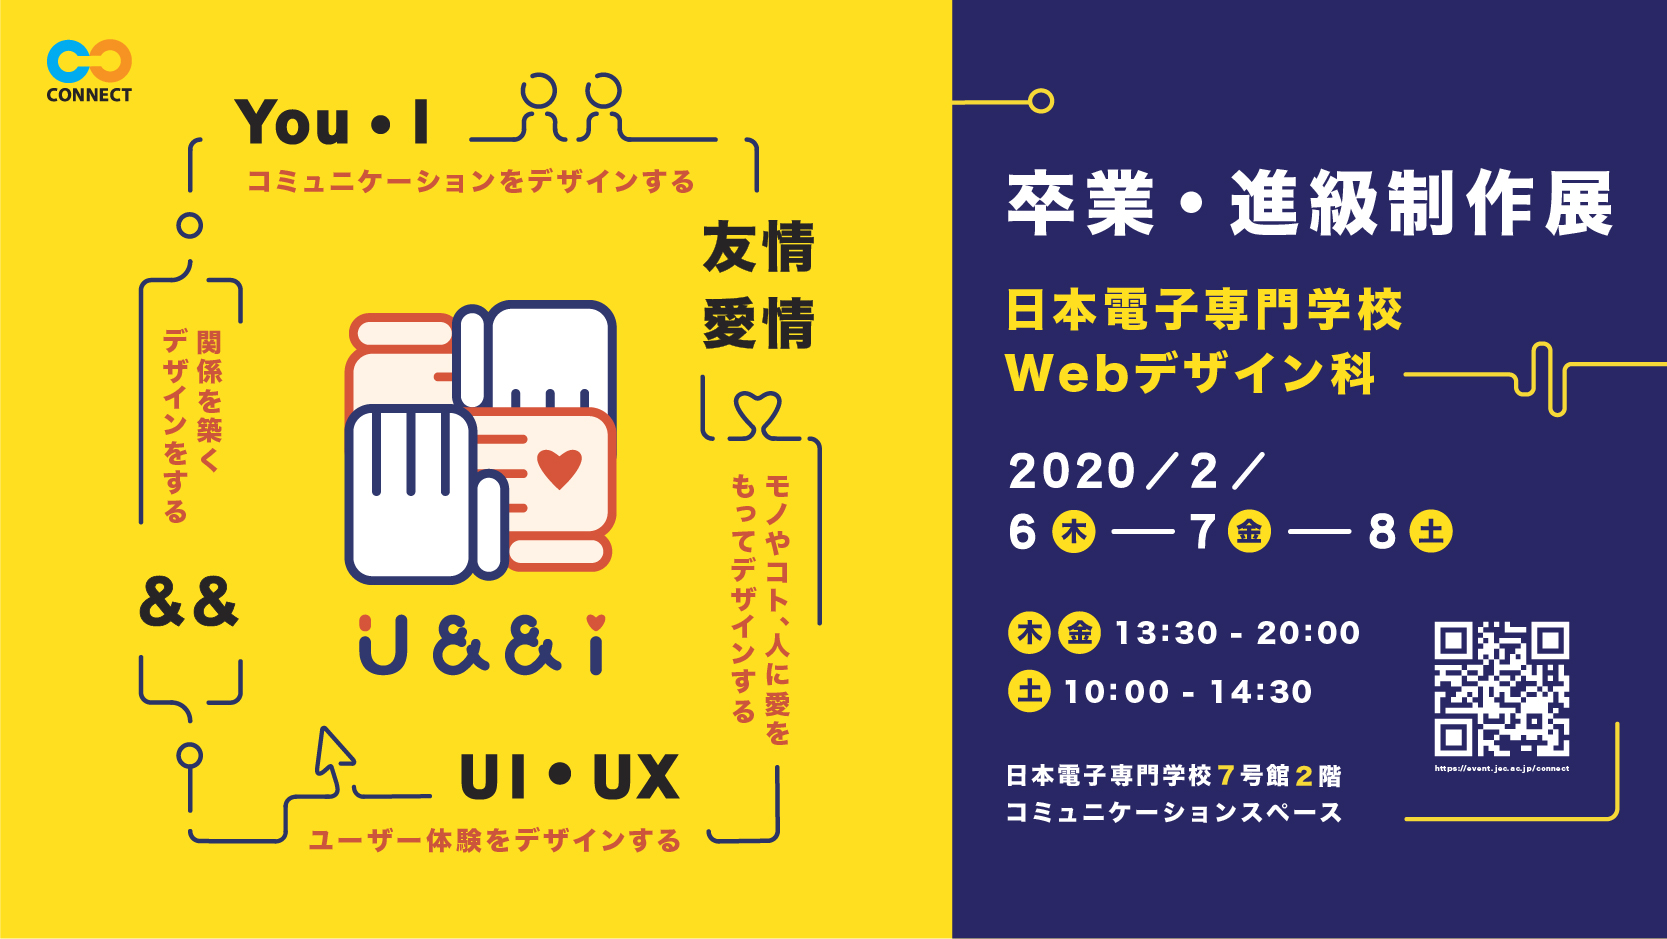 CONNECT
You・I
コミュニケーションをデザインする
友情
愛情
モノやコト、人に愛を
もってデザインする
関係を築く
デザインをする
&&
U&&i
UI・UX
ユーザー体験をデザインする
卒業・進級制作展
日本電子専門学校
Webデザイン科
2020／2／
6 木 — 7 金 — 8 土
木 金 13:30 - 20:00
土 10:00 - 14:30
https://event.jec.ac.jp/connect
日本電子専門学校7号館2階
コミュニケーションスペース